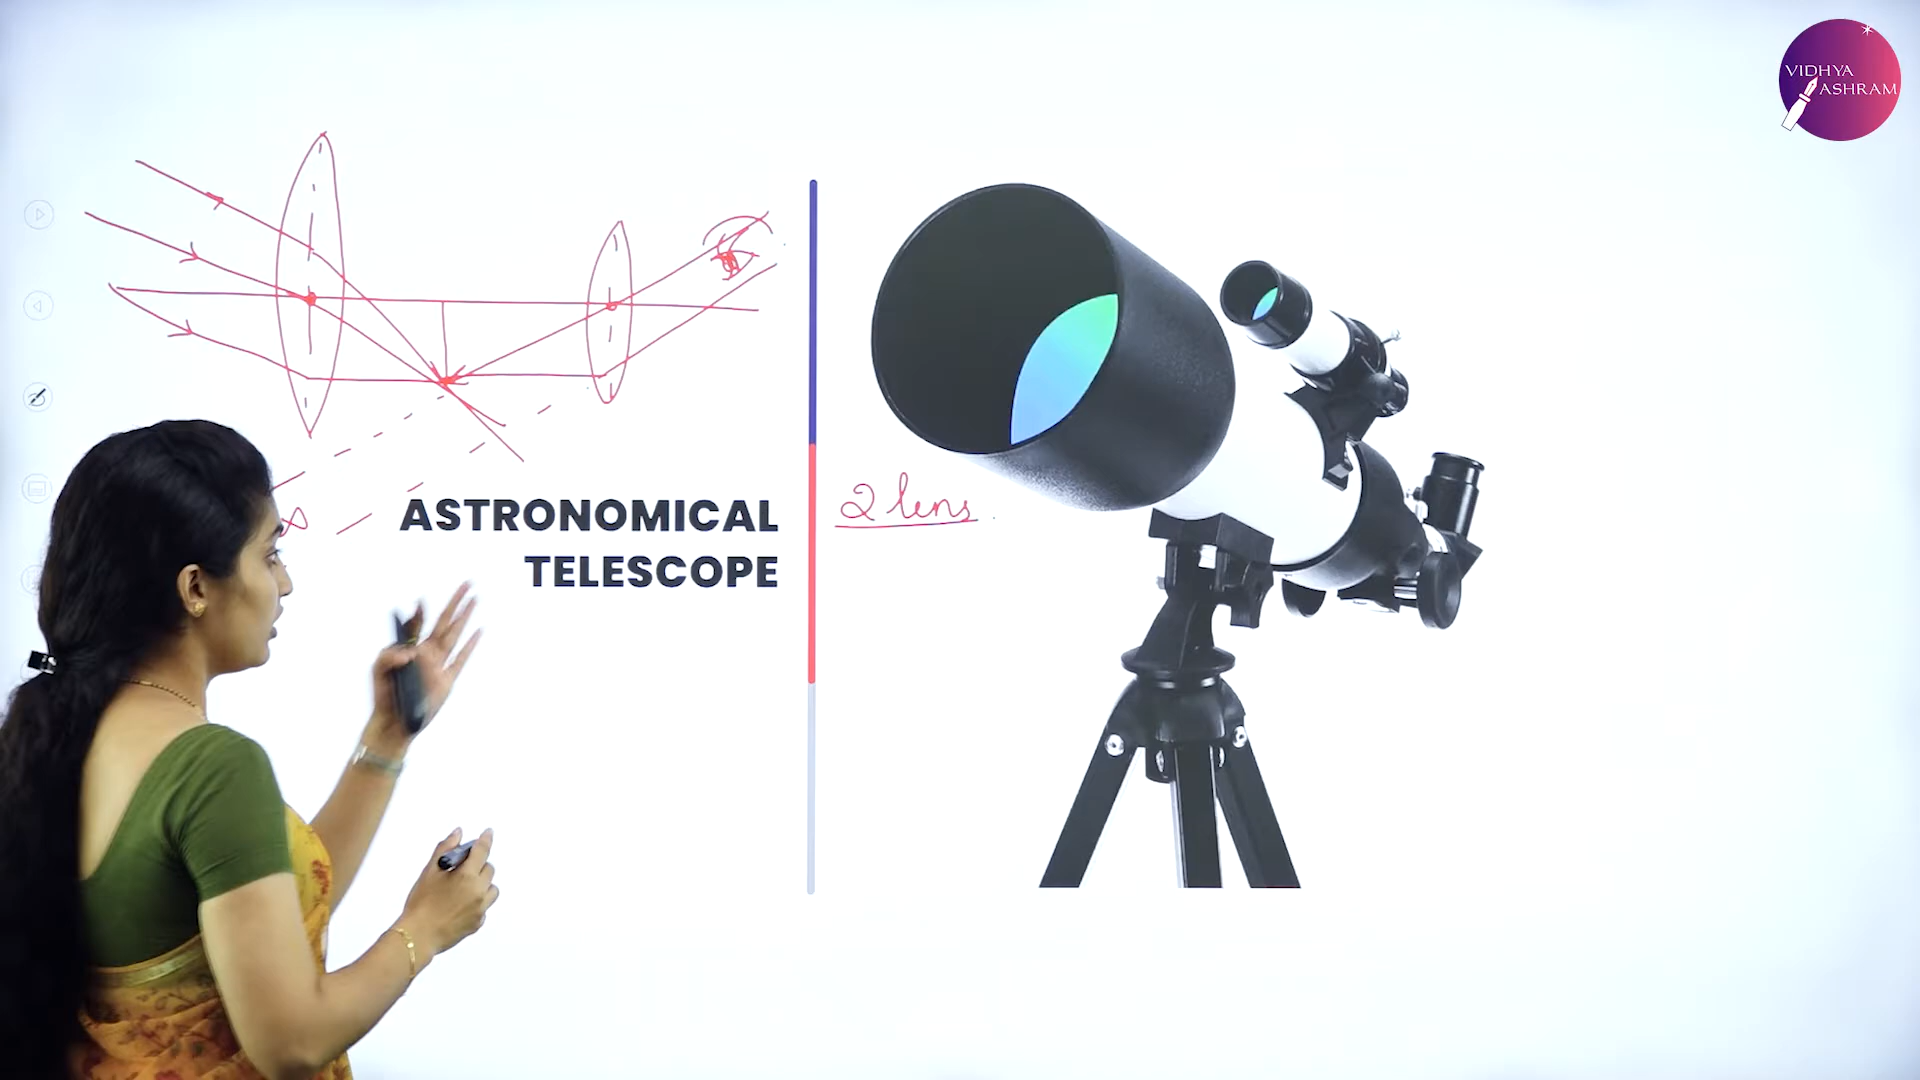 VIDHYA
ASHRAM
ASTRONOMICAL
TELESCOPE
2 lens
∞